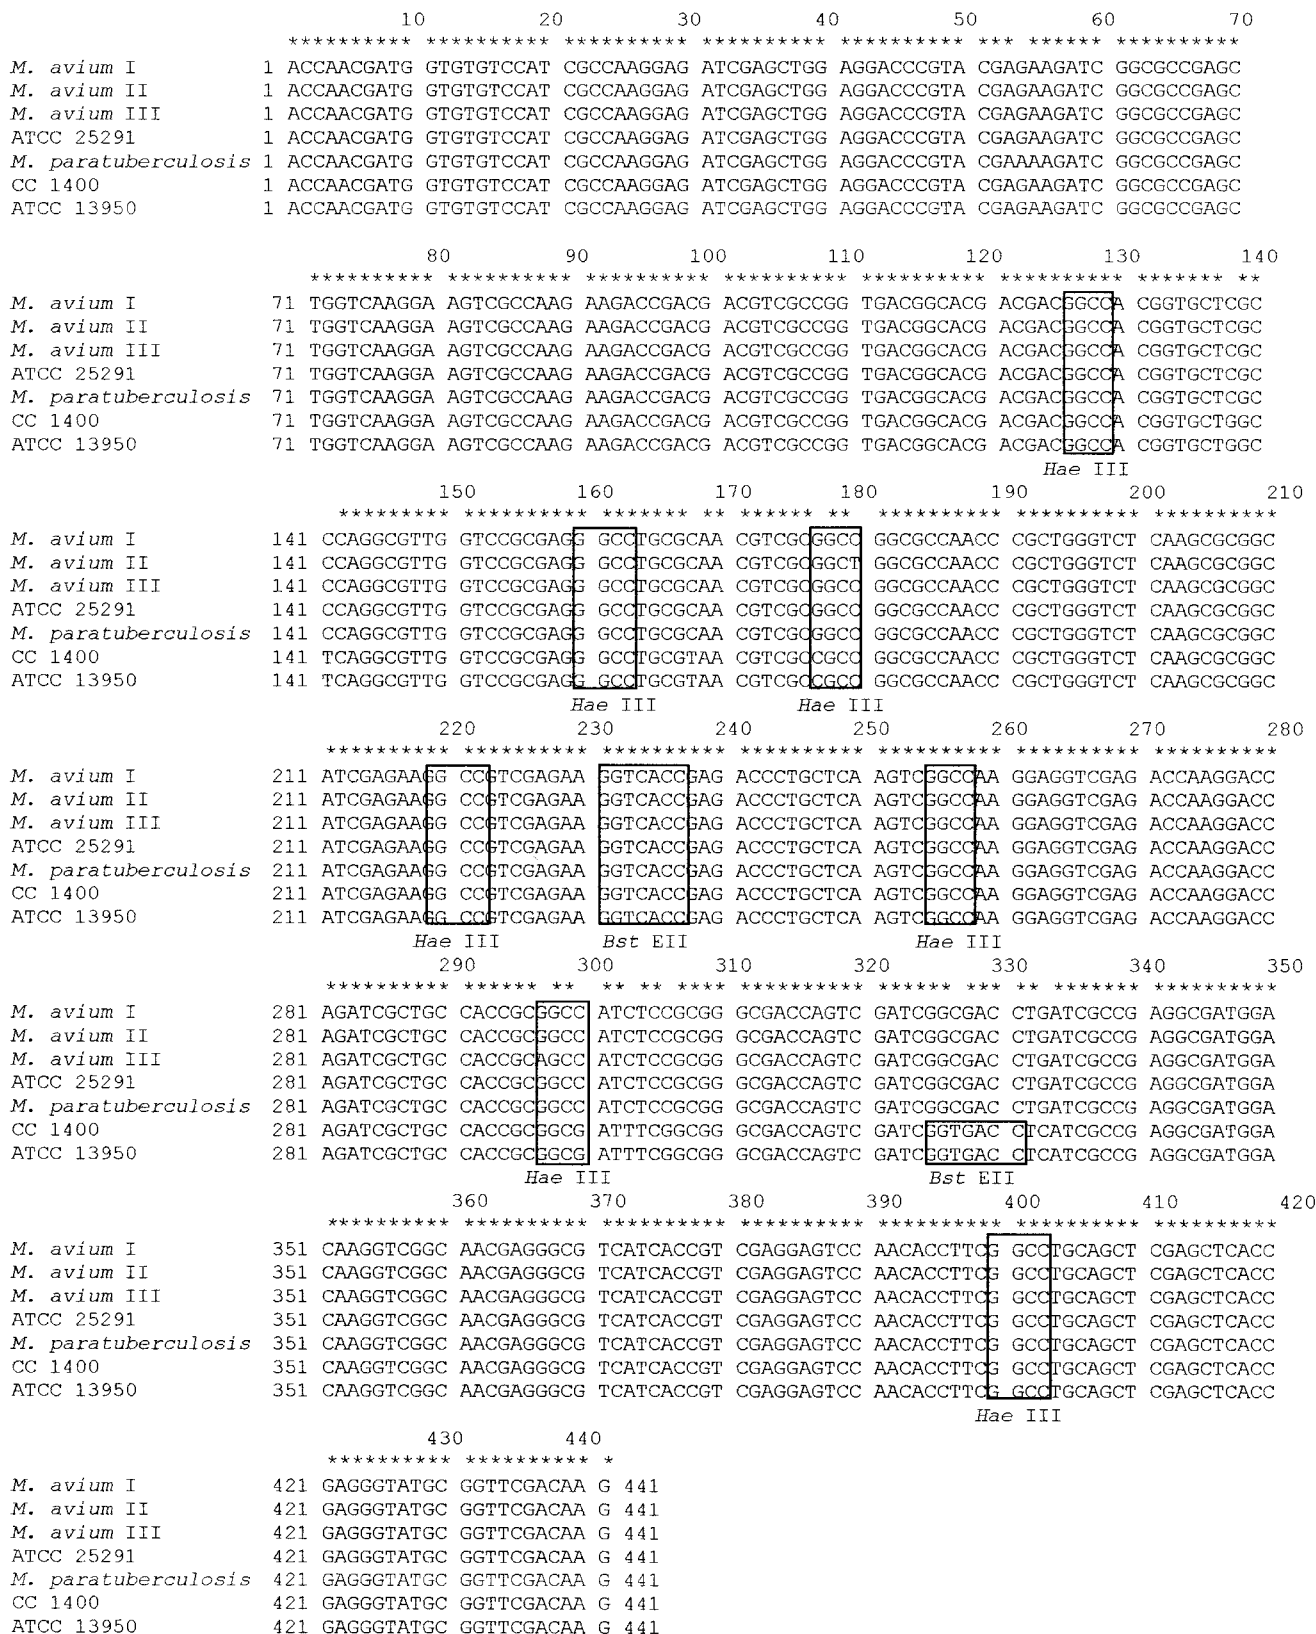 10 20 30 40 50 60 70
********** ********** ********** ********** ********** *** ****** **********
M. avium I 1 ACCAACGATG GTGTGTCCAT CGCCAAGGAG ATCGAGCTGG AGGACCCGTA CGAGAAGATC GGCGCCGAGC
M. avium II 1 ACCAACGATG GTGTGTCCAT CGCCAAGGAG ATCGAGCTGG AGGACCCGTA CGAGAAGATC GGCGCCGAGC
M. avium III 1 ACCAACGATG GTGTGTCCAT CGCCAAGGAG ATCGAGCTGG AGGACCCGTA CGAGAAGATC GGCGCCGAGC
ATCC 25291 1 ACCAACGATG GTGTGTCCAT CGCCAAGGAG ATCGAGCTGG AGGACCCGTA CGAGAAGATC GGCGCCGAGC
M. paratuberculosis 1 ACCAACGATG GTGTGTCCAT CGCCAAGGAG ATCGAGCTGG AGGACCCGTA CGAAAAGATC GGCGCCGAGC
CC 1400 1 ACCAACGATG GTGTGTCCAT CGCCAAGGAG ATCGAGCTGG AGGACCCGTA CGAGAAGATC GGCGCCGAGC
ATCC 13950 1 ACCAACGATG GTGTGTCCAT CGCCAAGGAG ATCGAGCTGG AGGACCCGTA CGAGAAGATC GGCGCCGAGC
80 90 100 110 120 130 140
********** ********** ********** ********** ********** ********** ******* **
M. avium I 71 TGGTCAAGGA AGTCGCCAAG AAGACCGACG ACGTCGCCGG TGACGGCACG ACGACGGCCA CGGTGCTCGC
M. avium II 71 TGGTCAAGGA AGTCGCCAAG AAGACCGACG ACGTCGCCGG TGACGGCACG ACGACGGCCA CGGTGCTCGC
M. avium III 71 TGGTCAAGGA AGTCGCCAAG AAGACCGACG ACGTCGCCGG TGACGGCACG ACGACGGCCA CGGTGCTCGC
ATCC 25291 71 TGGTCAAGGA AGTCGCCAAG AAGACCGACG ACGTCGCCGG TGACGGCACG ACGACGGCCA CGGTGCTCGC
M. paratuberculosis 71 TGGTCAAGGA AGTCGCCAAG AAGACCGACG ACGTCGCCGG TGACGGCACG ACGACGGCCA CGGTGCTCGC
CC 1400 71 TGGTCAAGGA AGTCGCCAAG AAGACCGACG ACGTCGCCGG TGACGGCACG ACGACGGCCA CGGTGCTCGC
ATCC 13950 71 TGGTCAAGGA AGTCGCCAAG AAGACCGACG ACGTCGCCGG TGACGGCACG ACGACGGCCA CGGTGCTGGC
Hae III
150 160 170 180 190 200 210
********* ********** ******* ** ****** ** ********** ********** **********
M. avium I 141 CCAGGCGTTG GTCCGCGAGG GCCTGCGCAA CGTCGCGGCC GGCGCCAACC CGCTGGGTCT CAAGCGCGGC
M. avium II 141 CCAGGCGTTG GTCCGCGAGG GCCTGCGCAA CGTCGCGGCT GGCGCCAACC CGCTGGGTCT CAAGCGCGGC
M. avium III 141 CCAGGCGTTG GTCCGCGAGG GCCTGCGCAA CGTCGCGGCC GGCGCCAACC CGCTGGGTCT CAAGCGCGGC
ATCC 25291 141 CCAGGCGTTG GTCCGCGAGG GCCTGCGCAA CGTCGCGGCC GGCGCCAACC CGCTGGGTCT CAAGCGCGGC
M. paratuberculosis 141 CCAGGCGTTG GTCCGCGAGG GCCTGCGCAA CGTCGCGGCC GGCGCCAACC CGCTGGGTCT CAAGCGCGGC
CC 1400 141 TCAGGCGTTG GTCCGCGAGG GCCTGCGTAA CGTCGCCGCC GGCGCCAACC CGCTGGGTCT CAAGCGCGGC
ATCC 13950 141 TCAGGCGTTG GTCCGCGAGG GCCTGCGTAA CGTCGCCGCC GGCGCCAACC CGCTGGGTCT CAAGCGCGGC
Hae III Hae III
220 230 240 250 260 270 280
********** ********** ********** ********** ********** ********** **********
M. avium I 211 ATCGAGAAGG CCGTCGAGAA GGTCACCGAG ACCCTGCTCA AGTCGGCCAA GGAGGTCGAG ACCAAGGACC
M. avium II 211 ATCGAGAAGG CCGTCGAGAA GGTCACCGAG ACCCTGCTCA AGTCGGCCAA GGAGGTCGAG ACCAAGGACC
M. avium III 211 ATCGAGAAGG CCGTCGAGAA GGTCACCGAG ACCCTGCTCA AGTCGGCCAA GGAGGTCGAG ACCAAGGACC
ATCC 25291 211 ATCGAGAAGG CCGTCGAGAA GGTCACCGAG ACCCTGCTCA AGTCGGCCAA GGAGGTCGAG ACCAAGGACC
M. paratuberculosis 211 ATCGAGAAGG CCGTCGAGAA GGTCACCGAG ACCCTGCTCA AGTCGGCCAA GGAGGTCGAG ACCAAGGACC
CC 1400 211 ATCGAGAAGG CCGTCGAGAA GGTCACCGAG ACCCTGCTCA AGTCGGCCAA GGAGGTCGAG ACCAAGGACC
ATCC 13950 211 ATCGAGAAGG CCGTCGAGAA GGTCACCGAG ACCCTGCTCA AGTCGGCCAA GGAGGTCGAG ACCAAGGACC
Hae III Bst EII Hae III
290 300 310 320 330 340 350
********** ****** ** ** ** **** ********** ****** *** ** ******* **********
M. avium I 281 AGATCGCTGC CACCGCGGCC ATCTCCGCGG GCGACCAGTC GATCGGCGAC CTGATCGCCG AGGCGATGGA
M. avium II 281 AGATCGCTGC CACCGCGGCC ATCTCCGCGG GCGACCAGTC GATCGGCGAC CTGATCGCCG AGGCGATGGA
M. avium III 281 AGATCGCTGC CACCGCAGCC ATCTCCGCGG GCGACCAGTC GATCGGCGAC CTGATCGCCG AGGCGATGGA
ATCC 25291 281 AGATCGCTGC CACCGCGGCC ATCTCCGCGG GCGACCAGTC GATCGGCGAC CTGATCGCCG AGGCGATGGA
M. paratuberculosis 281 AGATCGCTGC CACCGCGGCC ATCTCCGCGG GCGACCAGTC GATCGGCGAC CTGATCGCCG AGGCGATGGA
CC 1400 281 AGATCGCTGC CACCGCGGCG ATTTCGGCGG GCGACCAGTC GATCGGTGAC CTCATCGCCG AGGCGATGGA
ATCC 13950 281 AGATCGCTGC CACCGCGGCG ATTTCGGCGG GCGACCAGTC GATCGGTGAC CTCATCGCCG AGGCGATGGA
Hae III Bst EII
360 370 380 390 400 410 420
********** ********** ********** ********** ********** ********** **********
M. avium I 351 CAAGGTCGGC AACGAGGGCG TCATCACCGT CGAGGAGTCC AACACCTTCG GCCTGCAGCT CGAGCTCACC
M. avium II 351 CAAGGTCGGC AACGAGGGCG TCATCACCGT CGAGGAGTCC AACACCTTCG GCCTGCAGCT CGAGCTCACC
M. avium III 351 CAAGGTCGGC AACGAGGGCG TCATCACCGT CGAGGAGTCC AACACCTTCG GCCTGCAGCT CGAGCTCACC
ATCC 25291 351 CAAGGTCGGC AACGAGGGCG TCATCACCGT CGAGGAGTCC AACACCTTCG GCCTGCAGCT CGAGCTCACC
M. paratuberculosis 351 CAAGGTCGGC AACGAGGGCG TCATCACCGT CGAGGAGTCC AACACCTTCG GCCTGCAGCT CGAGCTCACC
CC 1400 351 CAAGGTCGGC AACGAGGGCG TCATCACCGT CGAGGAGTCC AACACCTTCG GCCTGCAGCT CGAGCTCACC
ATCC 13950 351 CAAGGTCGGC AACGAGGGCG TCATCACCGT CGAGGAGTCC AACACCTTCG GCCTGCAGCT CGAGCTCACC
Hae III
430 440
********** ********** *
M. avium I 421 GAGGGTATGC GGTTCGACAA G 441
M. avium II 421 GAGGGTATGC GGTTCGACAA G 441
M. avium III 421 GAGGGTATGC GGTTCGACAA G 441
ATCC 25291 421 GAGGGTATGC GGTTCGACAA G 441
M. paratuberculosis 421 GAGGGTATGC GGTTCGACAA G 441
CC 1400 421 GAGGGTATGC GGTTCGACAA G 441
ATCC 13950 421 GAGGGTATGC GGTTCGACAA G 441